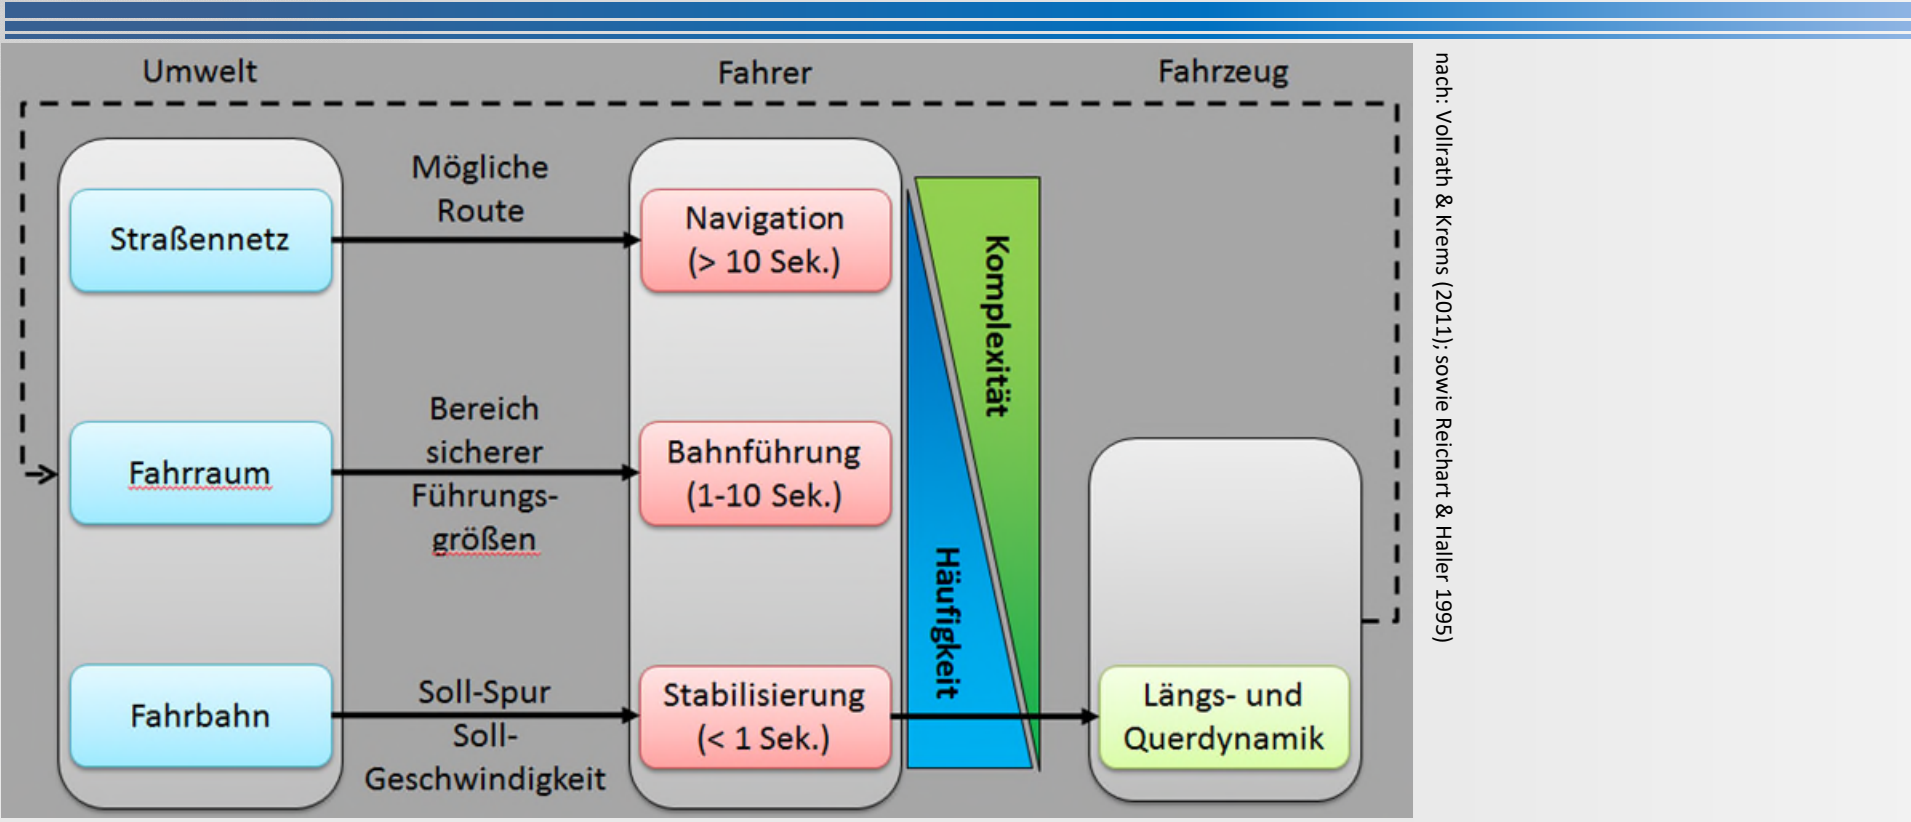 Umwelt
Fahrer
Fahrzeug
Straßennetz
Mögliche
Route
Navigation
(> 10 Sek.)
Komplexität
Fahrraum
Bereich
sicherer
Führungs-
größen
Bahnführung
(1-10 Sek.)
Häufigkeit
Fahrbahn
Soll-Spur
Soll-
Geschwindigkeit
Stabilisierung
(< 1 Sek.)
Längs- und
Querdynamik
nach: Vollrath & Krems (2011); sowie Reichart & Haller 1995)